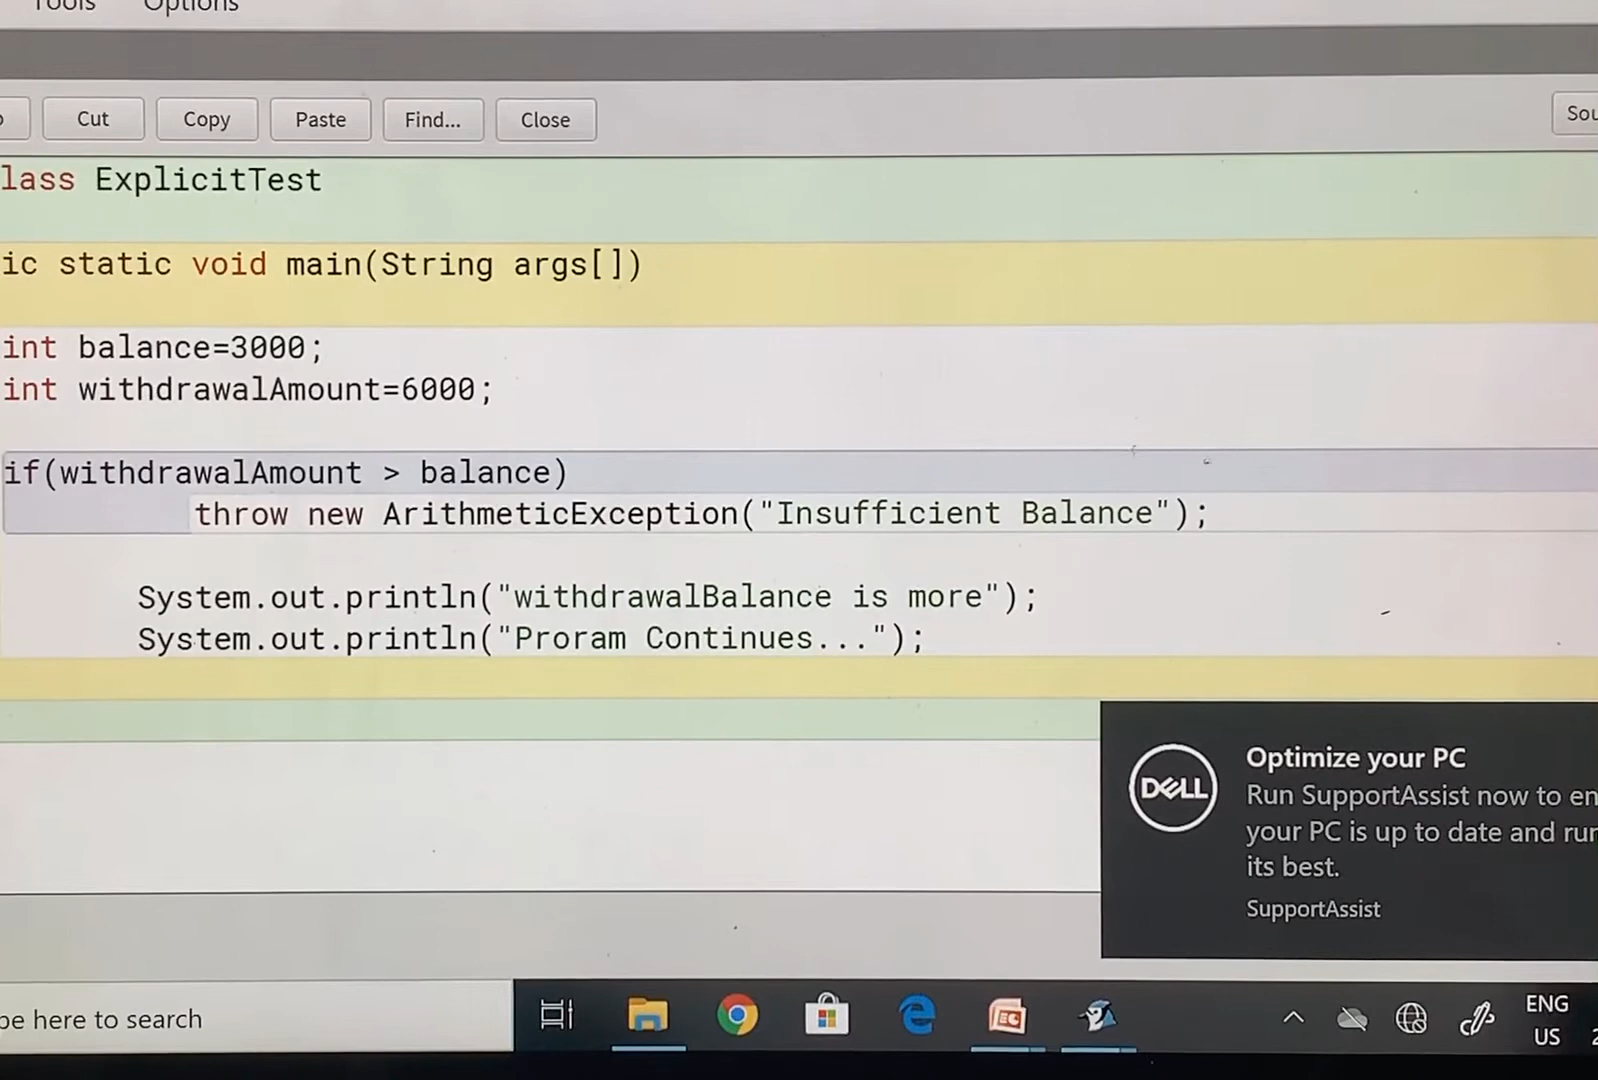 Tools Options
Cut Copy Paste Find... Close
lass ExplicitTest
ic static void main(String args[])
int balance=3000;
int withdrawalAmount=6000;
if(withdrawalAmount > balance)
throw new ArithmeticException("Insufficient Balance");
System.out.println("withdrawalBalance is more");
System.out.println("Proram Continues...");
DELL
Optimize your PC
Run SupportAssist now to en
your PC is up to date and run
its best.
SupportAssist
pe here to search
ENG
US